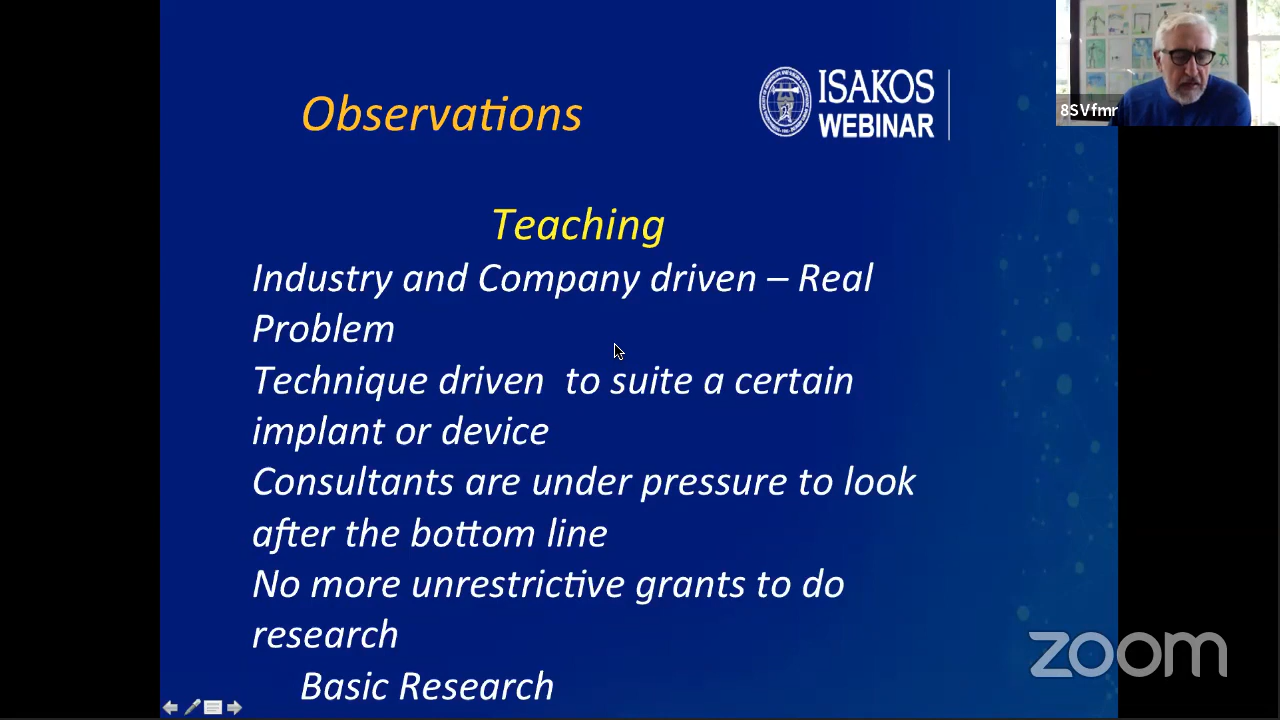 Observations
ISAKOS
WEBINAR
8SVfmr
Teaching
Industry and Company driven – Real
Problem
Technique driven  to suite a certain
implant or device
Consultants are under pressure to look
after the bottom line
No more unrestrictive grants to do
research
Basic Research
zoom